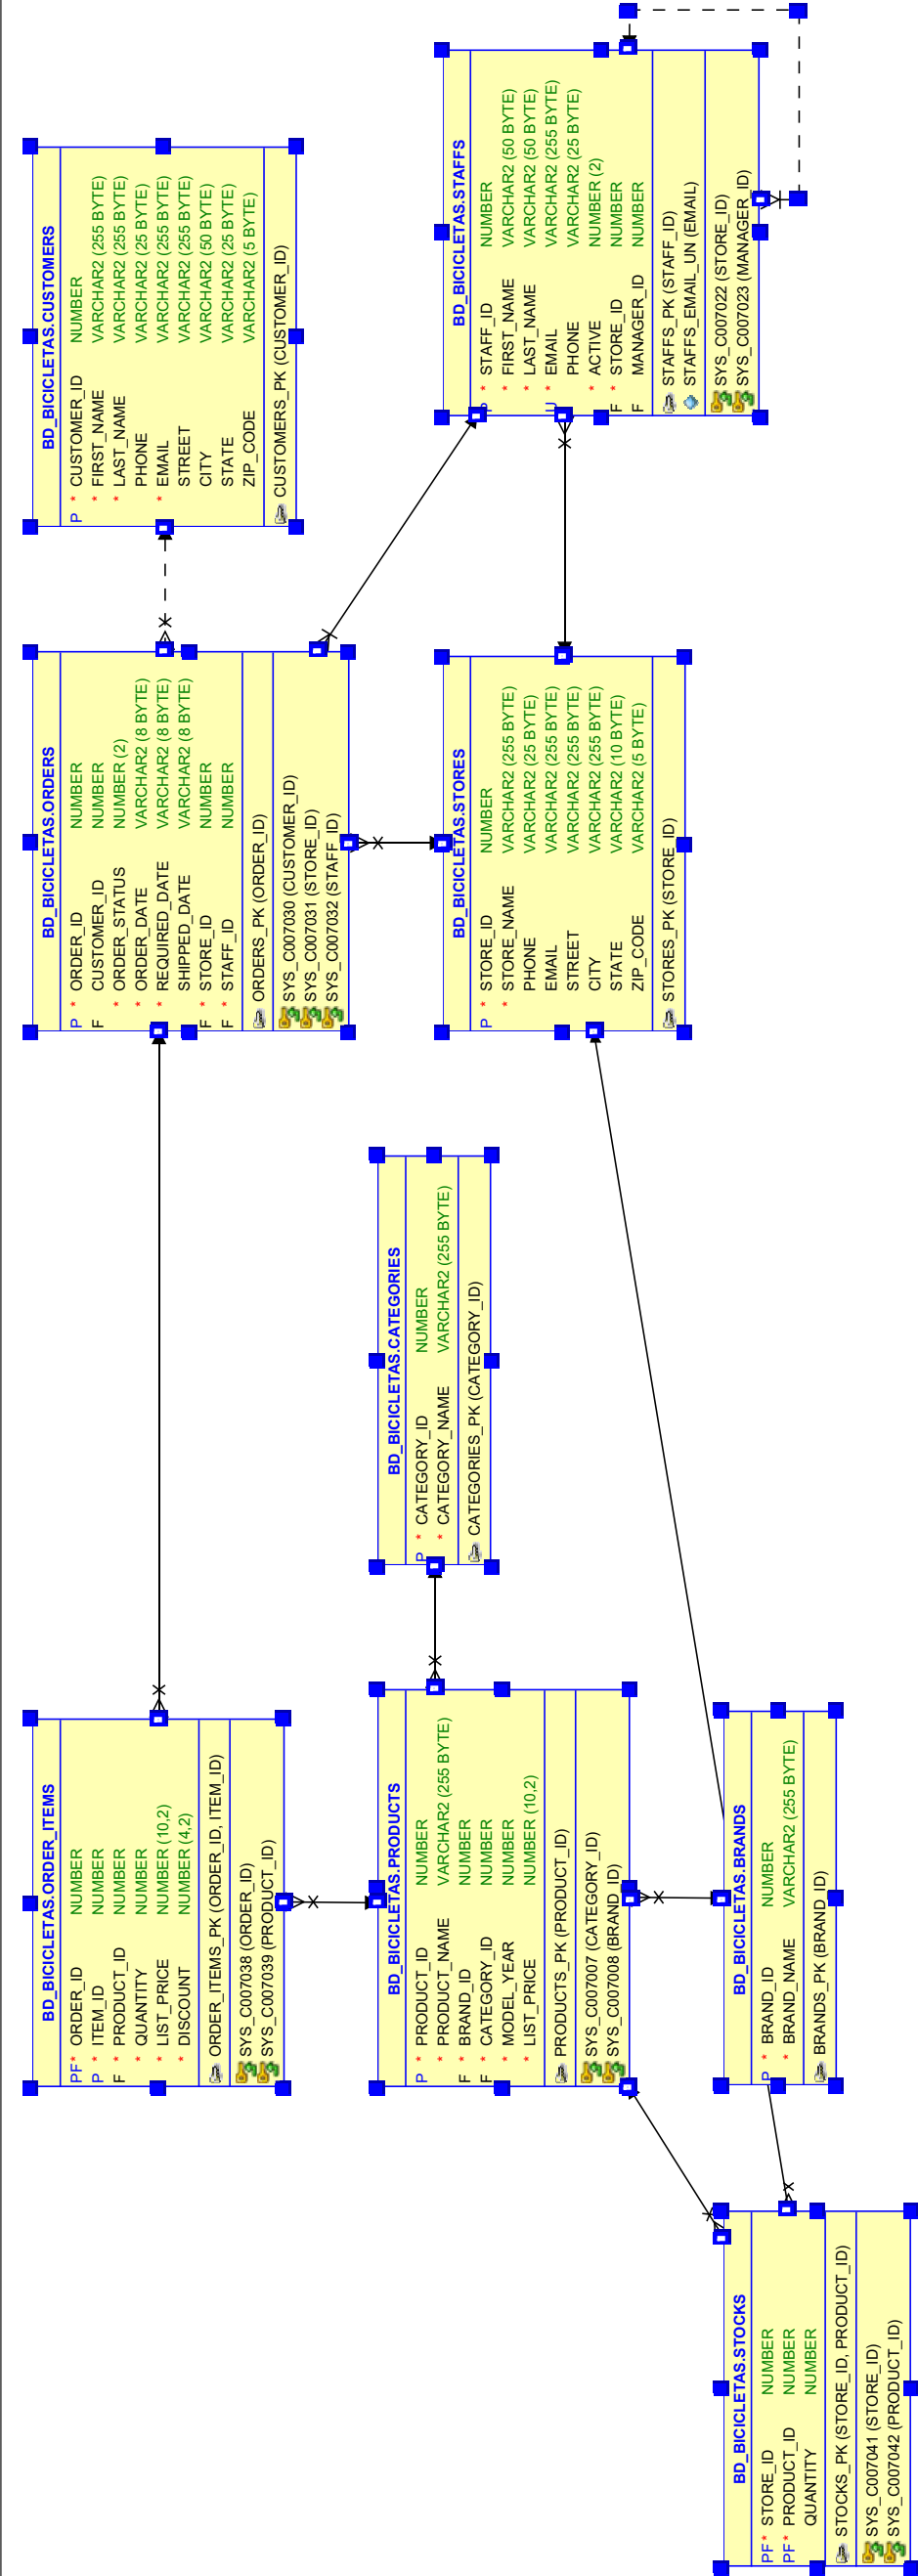 BD_BICICLETAS.ORDER_ITEMS
PF* ORDER_ID NUMBER
P * ITEM_ID NUMBER
F * PRODUCT_ID NUMBER
* QUANTITY NUMBER
* LIST_PRICE NUMBER (10,2)
* DISCOUNT NUMBER (4,2)
ORDER_ITEMS_PK (ORDER_ID, ITEM_ID)
SYS_C007038 (ORDER_ID)
SYS_C007039 (PRODUCT_ID)
BD_BICICLETAS.ORDERS
P * ORDER_ID NUMBER
F CUSTOMER_ID NUMBER
* ORDER_STATUS NUMBER (2)
* ORDER_DATE VARCHAR2 (8 BYTE)
* REQUIRED_DATE VARCHAR2 (8 BYTE)
SHIPPED_DATE VARCHAR2 (8 BYTE)
F * STORE_ID NUMBER
F * STAFF_ID NUMBER
ORDERS_PK (ORDER_ID)
SYS_C007030 (CUSTOMER_ID)
SYS_C007031 (STORE_ID)
SYS_C007032 (STAFF_ID)
BD_BICICLETAS.CUSTOMERS
P * CUSTOMER_ID NUMBER
* FIRST_NAME VARCHAR2 (255 BYTE)
* LAST_NAME VARCHAR2 (255 BYTE)
PHONE VARCHAR2 (25 BYTE)
* EMAIL VARCHAR2 (255 BYTE)
STREET VARCHAR2 (255 BYTE)
CITY VARCHAR2 (50 BYTE)
STATE VARCHAR2 (25 BYTE)
ZIP_CODE VARCHAR2 (5 BYTE)
CUSTOMERS_PK (CUSTOMER_ID)
BD_BICICLETAS.PRODUCTS
P * PRODUCT_ID NUMBER
* PRODUCT_NAME VARCHAR2 (255 BYTE)
F * BRAND_ID NUMBER
F * CATEGORY_ID NUMBER
* MODEL_YEAR NUMBER
* LIST_PRICE NUMBER (10,2)
PRODUCTS_PK (PRODUCT_ID)
SYS_C007007 (CATEGORY_ID)
SYS_C007008 (BRAND_ID)
BD_BICICLETAS.CATEGORIES
P * CATEGORY_ID NUMBER
* CATEGORY_NAME VARCHAR2 (255 BYTE)
CATEGORIES_PK (CATEGORY_ID)
BD_BICICLETAS.STORES
P * STORE_ID NUMBER
* STORE_NAME VARCHAR2 (255 BYTE)
PHONE VARCHAR2 (25 BYTE)
EMAIL VARCHAR2 (255 BYTE)
STREET VARCHAR2 (255 BYTE)
CITY VARCHAR2 (255 BYTE)
STATE VARCHAR2 (10 BYTE)
ZIP_CODE VARCHAR2 (5 BYTE)
STORES_PK (STORE_ID)
BD_BICICLETAS.STAFFS
P * STAFF_ID NUMBER
* FIRST_NAME VARCHAR2 (50 BYTE)
* LAST_NAME VARCHAR2 (50 BYTE)
U * EMAIL VARCHAR2 (255 BYTE)
PHONE VARCHAR2 (25 BYTE)
* ACTIVE NUMBER (2)
F * STORE_ID NUMBER
F MANAGER_ID NUMBER
STAFFS_PK (STAFF_ID)
STAFFS_EMAIL_UN (EMAIL)
SYS_C007022 (STORE_ID)
SYS_C007023 (MANAGER_ID)
BD_BICICLETAS.STOCKS
PF* STORE_ID NUMBER
PF* PRODUCT_ID NUMBER
QUANTITY NUMBER
STOCKS_PK (STORE_ID, PRODUCT_ID)
SYS_C007041 (STORE_ID)
SYS_C007042 (PRODUCT_ID)
BD_BICICLETAS.BRANDS
P * BRAND_ID NUMBER
* BRAND_NAME VARCHAR2 (255 BYTE)
BRANDS_PK (BRAND_ID)